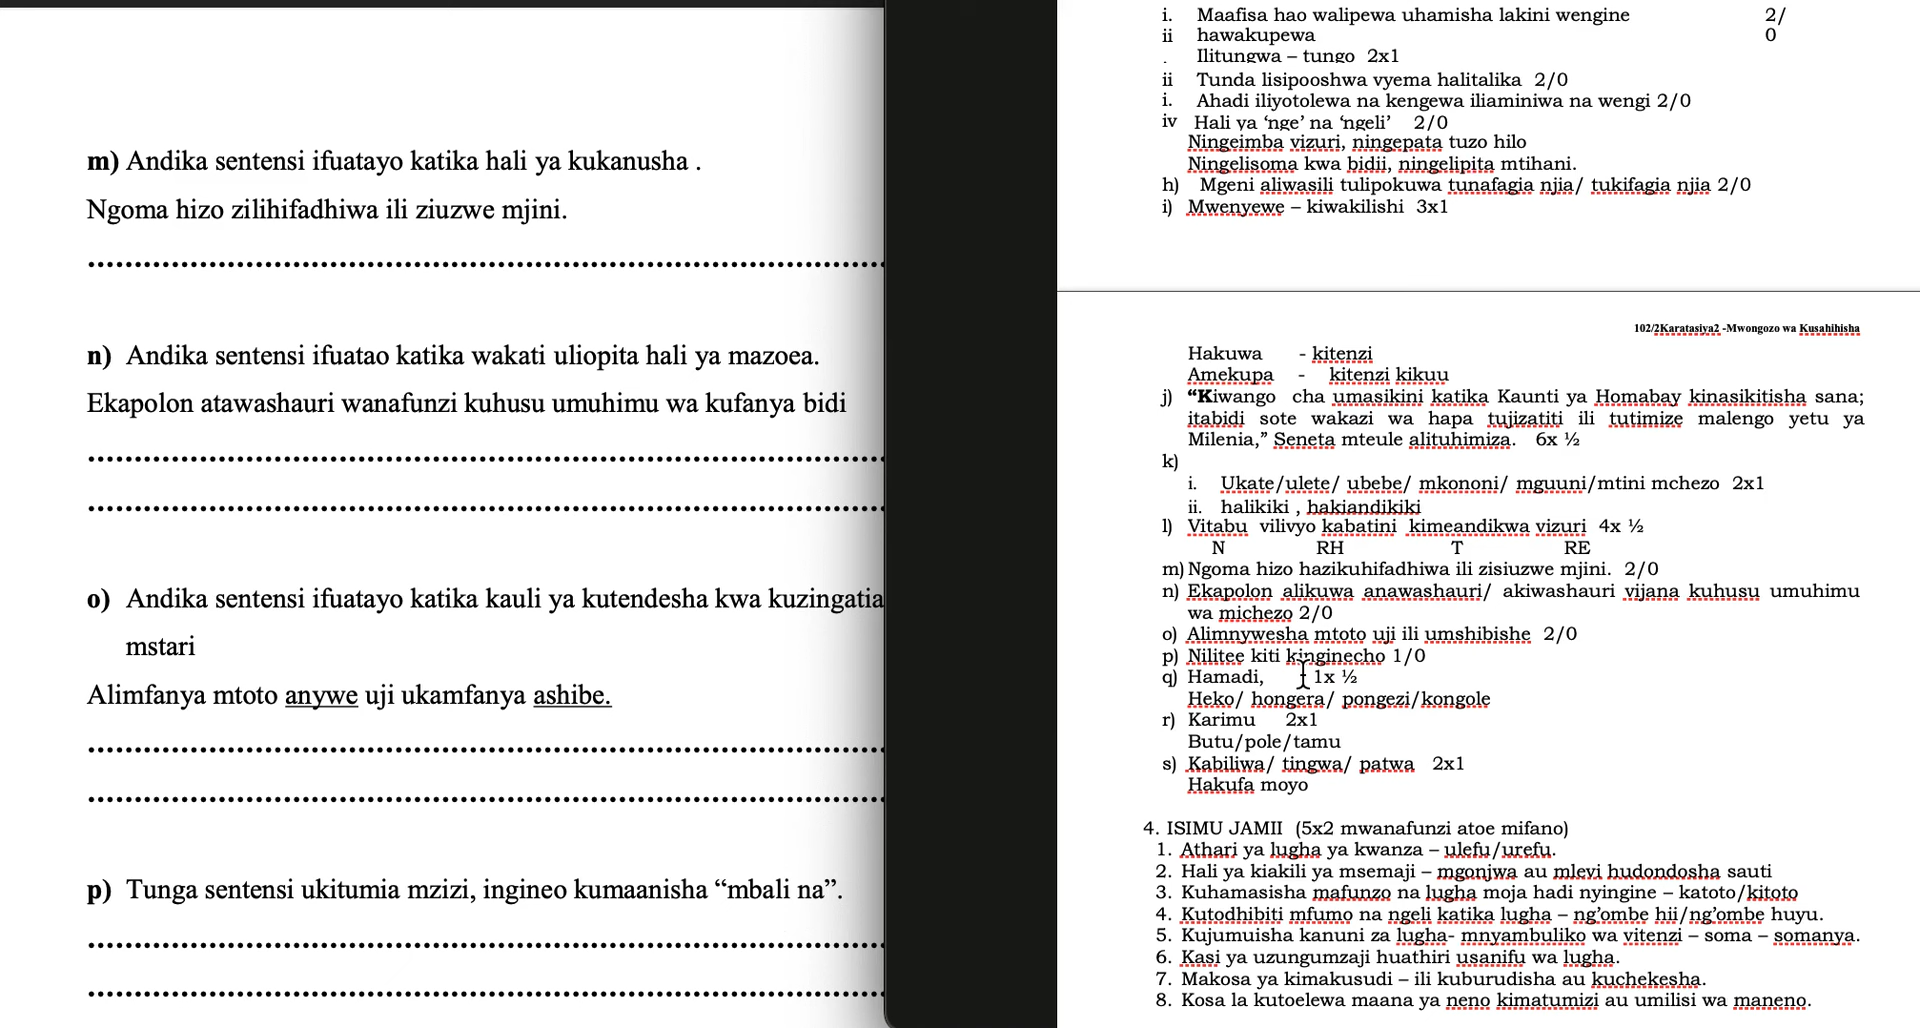 m) Andika sentensi ifuatayo katika hali ya kukanusha .
Ngoma hizo zilihifadhiwa ili ziuzwe mjini.
n) Andika sentensi ifuatao katika wakati uliopita hali ya mazoea.
Ekapolon atawashauri wanafunzi kuhusu umuhimu wa kufanya bidi
o) Andika sentensi ifuatayo katika kauli ya kutendesha kwa kuzingatia
mstari
Alimfanya mtoto anywe uji ukamfanya ashibe.
p) Tunga sentensi ukitumia mzizi, ingineo kumaanisha “mbali na”.
i. Maafisa hao walipewa uhamisha lakini wengine 2/
ii hawakupewa 0
. Ilitungwa – tungo 2x1
ii Tunda lisipooshwa vyema halitalika 2/0
i. Ahadi iliyotolewa na kengewa iliaminiwa na wengi 2/0
iv Hali ya ‘nge’ na ‘ngeli’ 2/0
Ningeimba vizuri, ningepata tuzo hilo
Ningelisoma kwa bidii, ningelipita mtihani.
h) Mgeni aliwasili tulipokuwa tunafagia njia/ tukifagia njia 2/0
i) Mwenyewe – kiwakilishi 3x1
102/2Karatasiya2 -Mwongozo wa Kusahihisha
Hakuwa - kitenzi
Amekupa - kitenzi kikuu
j) “Kiwango cha umasikini katika Kaunti ya Homabay kinasikitisha sana;
itabidi sote wakazi wa hapa tujizatiti ili tutimize malengo yetu ya
Milenia,” Seneta mteule alituhimiza. 6x ½
k)
i. Ukate/ulete/ ubebe/ mkononi/ mguuni/mtini mchezo 2x1
ii. halikiki , hakiandikiki
l) Vitabu vilivyo kabatini kimeandikwa vizuri 4x ½
N RH T RE
m) Ngoma hizo hazikuhifadhiwa ili zisiuzwe mjini. 2/0
n) Ekapolon alikuwa anawashauri/ akiwashauri vijana kuhusu umuhimu
wa michezo 2/0
o) Alimnywesha mtoto uji ili umshibishe 2/0
p) Nilitee kiti kinginecho 1/0
q) Hamadi, 1x ½
Heko/ hongera/ pongezi/kongole
r) Karimu 2x1
Butu/pole/tamu
s) Kabiliwa/ tingwa/ patwa 2x1
Hakufa moyo
4. ISIMU JAMII (5x2 mwanafunzi atoe mifano)
1. Athari ya lugha ya kwanza – ulefu/urefu.
2. Hali ya kiakili ya msemaji – mgonjwa au mlevi hudondosha sauti
3. Kuhamasisha mafunzo na lugha moja hadi nyingine – katoto/kitoto
4. Kutodhibiti mfumo na ngeli katika lugha – ng’ombe hii/ng’ombe huyu.
5. Kujumuisha kanuni za lugha- mnyambuliko wa vitenzi – soma – somanya.
6. Kasi ya uzungumzaji huathiri usanifu wa lugha.
7. Makosa ya kimakusudi – ili kuburudisha au kuchekesha.
8. Kosa la kutoelewa maana ya neno kimatumizi au umilisi wa maneno.